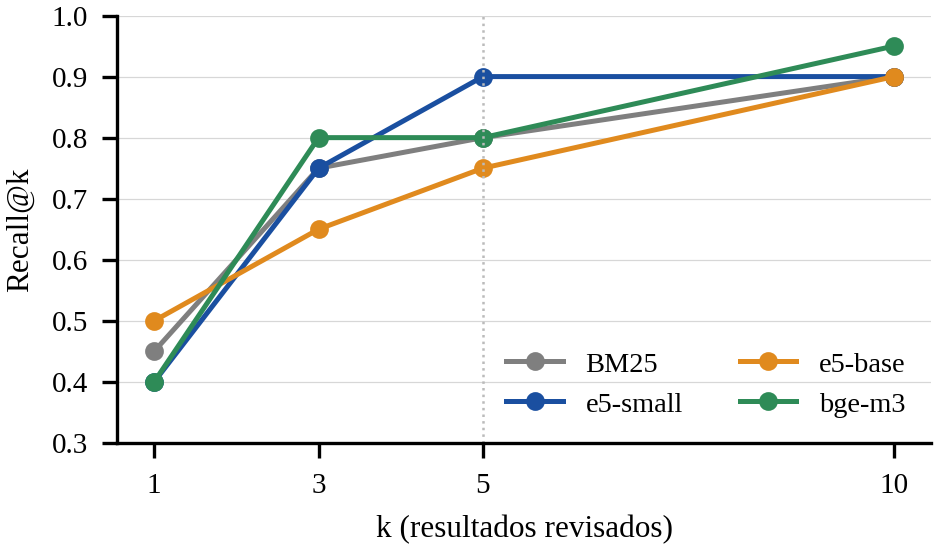 1.0
0.9
0.8
0.7
0.6
0.5
0.4
0.3
Recall@k
BM25
e5-small
e5-base
bge-m3
1 3 5 10
k (resultados revisados)